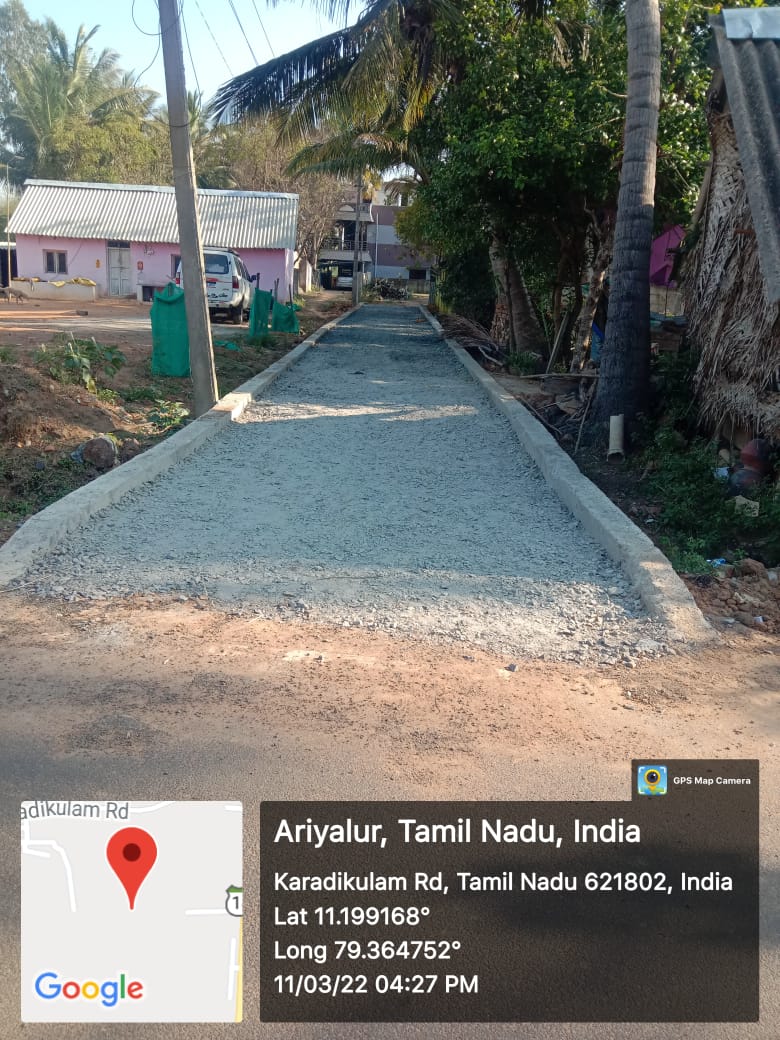 GPS Map Camera
adikulam Rd
1
Google
Ariyalur, Tamil Nadu, India
Karadikulam Rd, Tamil Nadu 621802, India
Lat 11.199168°
Long 79.364752°
11/03/22 04:27 PM